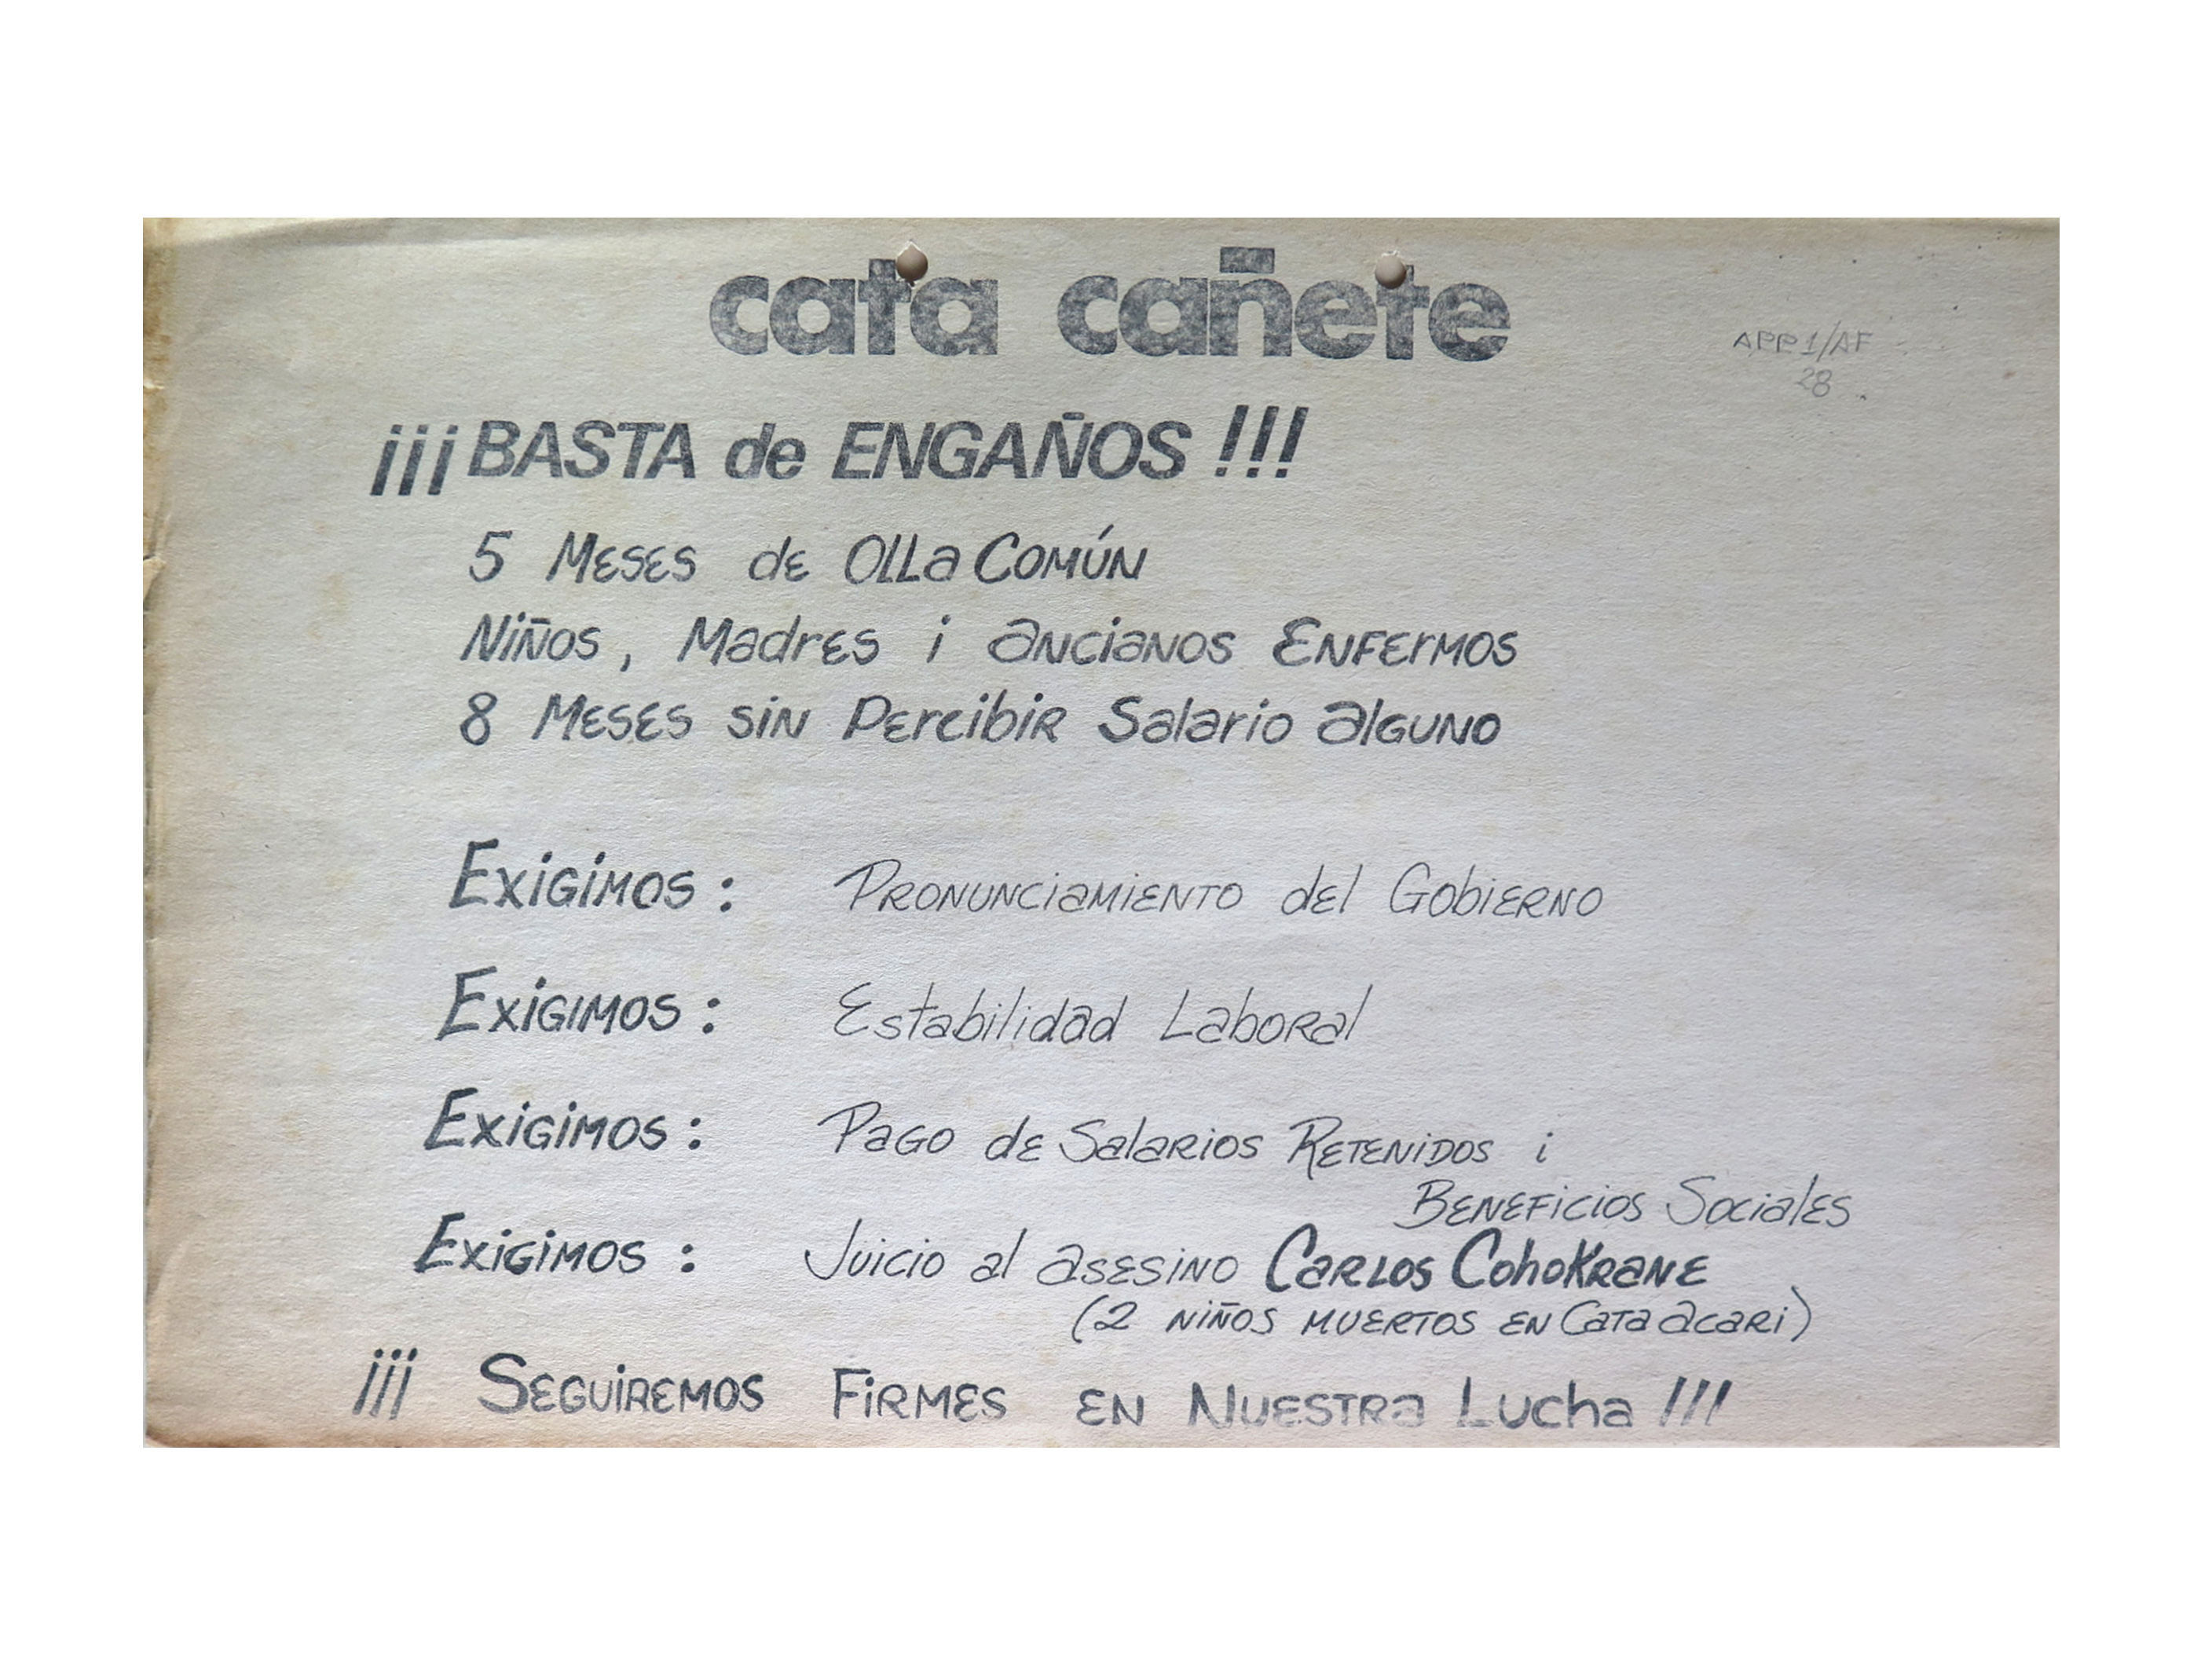 cata cañete
APP1/AF
28
¡¡¡BASTA de ENGAÑOS !!!
5 MESES de OLLa COMÚN
Niños, Madres i ancianos Enfermos
8 Meses sin Percibir Salario alguno
Exigimos: Pronunciamiento del Gobierno
Exigimos: Estabilidad Laboral
Exigimos: Pago de Salarios Retenidos i
Beneficios Sociales
Exigimos: Juicio al asesino Carlos Cohokrane
(2 niños muertos en Cata acari)
¡¡¡ Seguiremos Firmes en Nuestra Lucha !!!